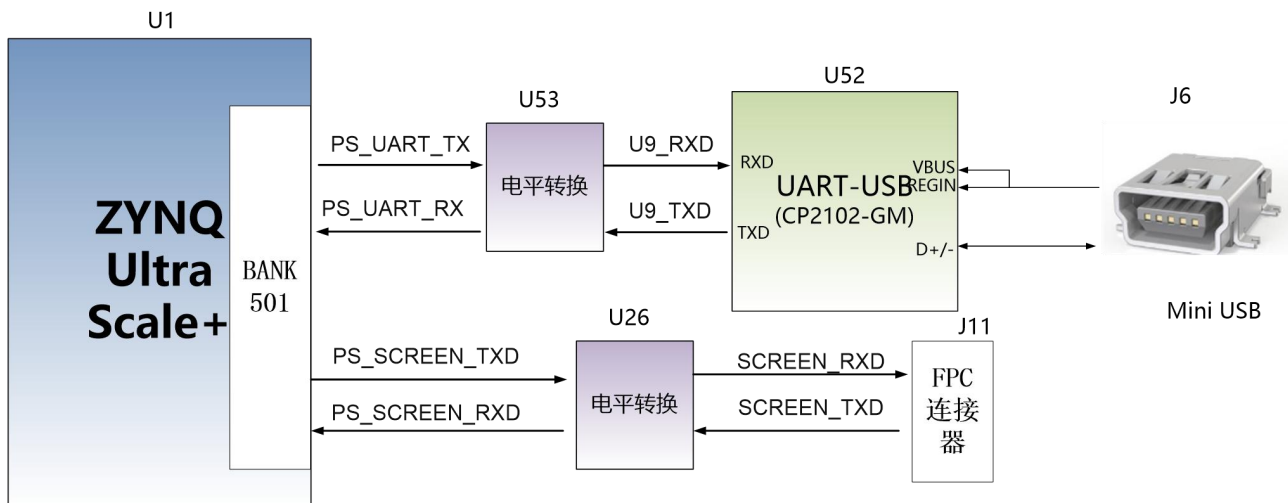 U1
ZYNQ
Ultra
Scale+
BANK
501
PS_UART_TX
PS_UART_RX
U53
电平转换
U9_RXD
U9_TXD
U52
RXD
TXD
UART-USB
(CP2102-GM)
VBUS
REGIN
D+/-
J6
Mini USB
PS_SCREEN_TXD
PS_SCREEN_RXD
U26
电平转换
SCREEN_RXD
SCREEN_TXD
J11
FPC
连接
器